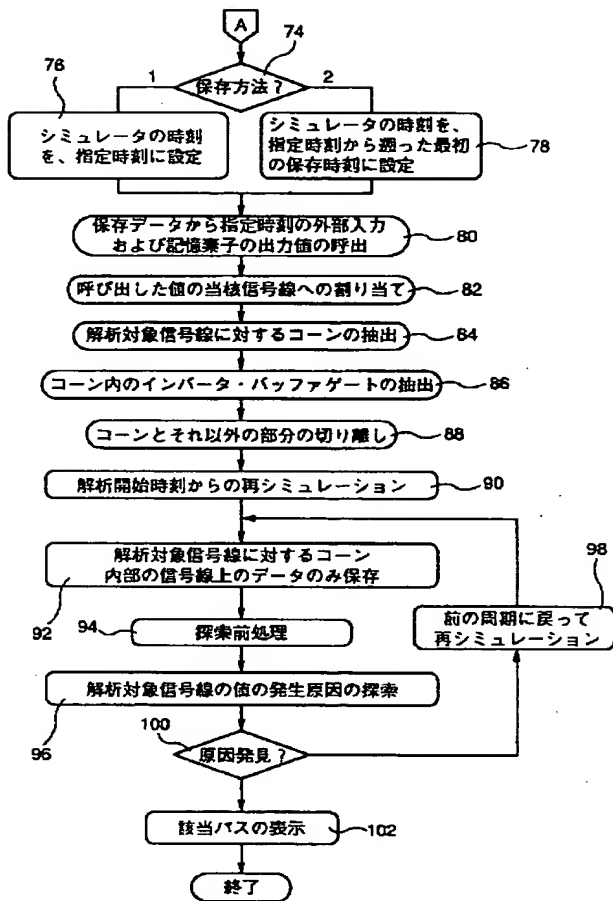 A
74
保存方法?
1
2
76
シミュレータの時刻
を、指定時刻に設定
シミュレータの時刻を、
指定時刻から遡った最初
の保存時刻に設定
78
保存データから指定時刻の外部入力
および記憶素子の出力値の呼出
80
呼び出した値の当核信号線への割り当て
82
解析対象信号線に対するコーンの抽出
84
コーン内のインバータ・バッファゲートの抽出
86
コーンとそれ以外の部分の切り離し
88
解析開始時刻からの再シミュレーション
90
解析対象信号線に対するコーン
内部の信号線上のデータのみ保存
92
98
前の周期に戻って
再シミュレーション
94
探索前処理
解析対象信号線の値の発生原因の探索
96
100
原因発見?
該当パスの表示
102
終了